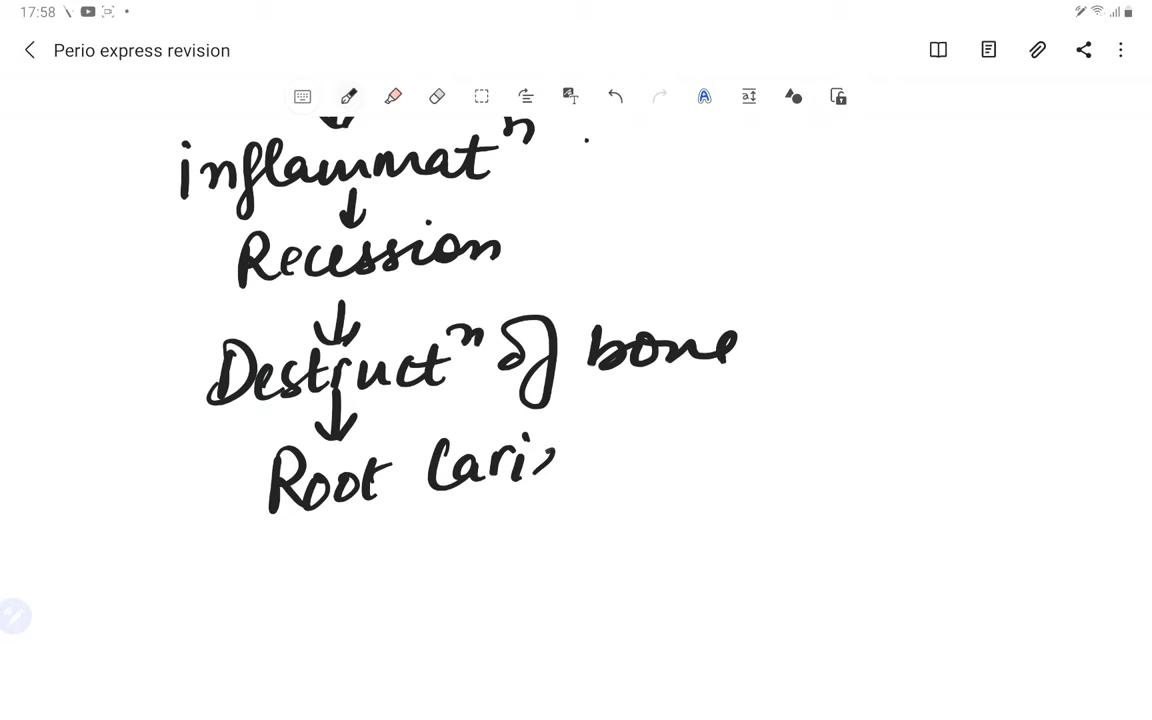 17:58
Perio express revision
inflammatⁿ
↓
Recession
↓
Destructⁿ of bone
↓
Root Cari